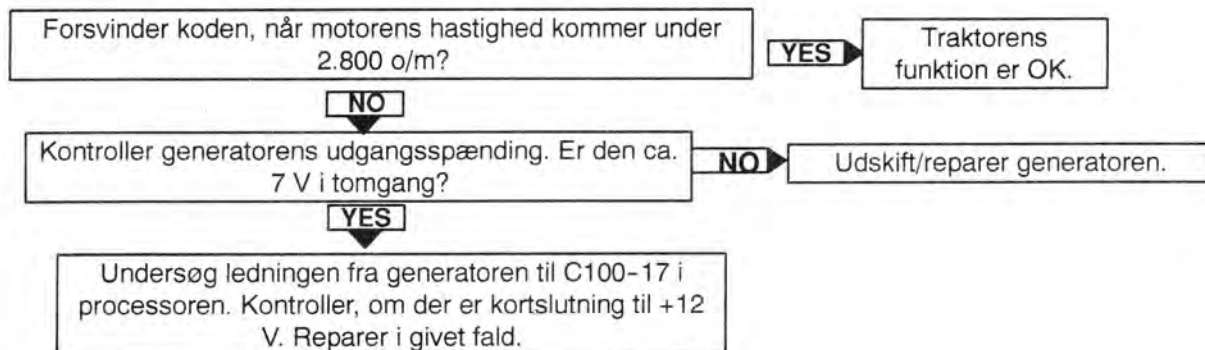 Forsvinder koden, når motorens hastighed kommer under
2.800 o/m?
YES
Traktorens
funktion er OK.
NO
Kontroller generatorens udgangsspænding. Er den ca.
7 V i tomgang?
NO
Udskift/reparer generatoren.
YES
Undersøg ledningen fra generatoren til C100-17 i
processoren. Kontroller, om der er kortslutning til +12
V. Reparer i givet fald.